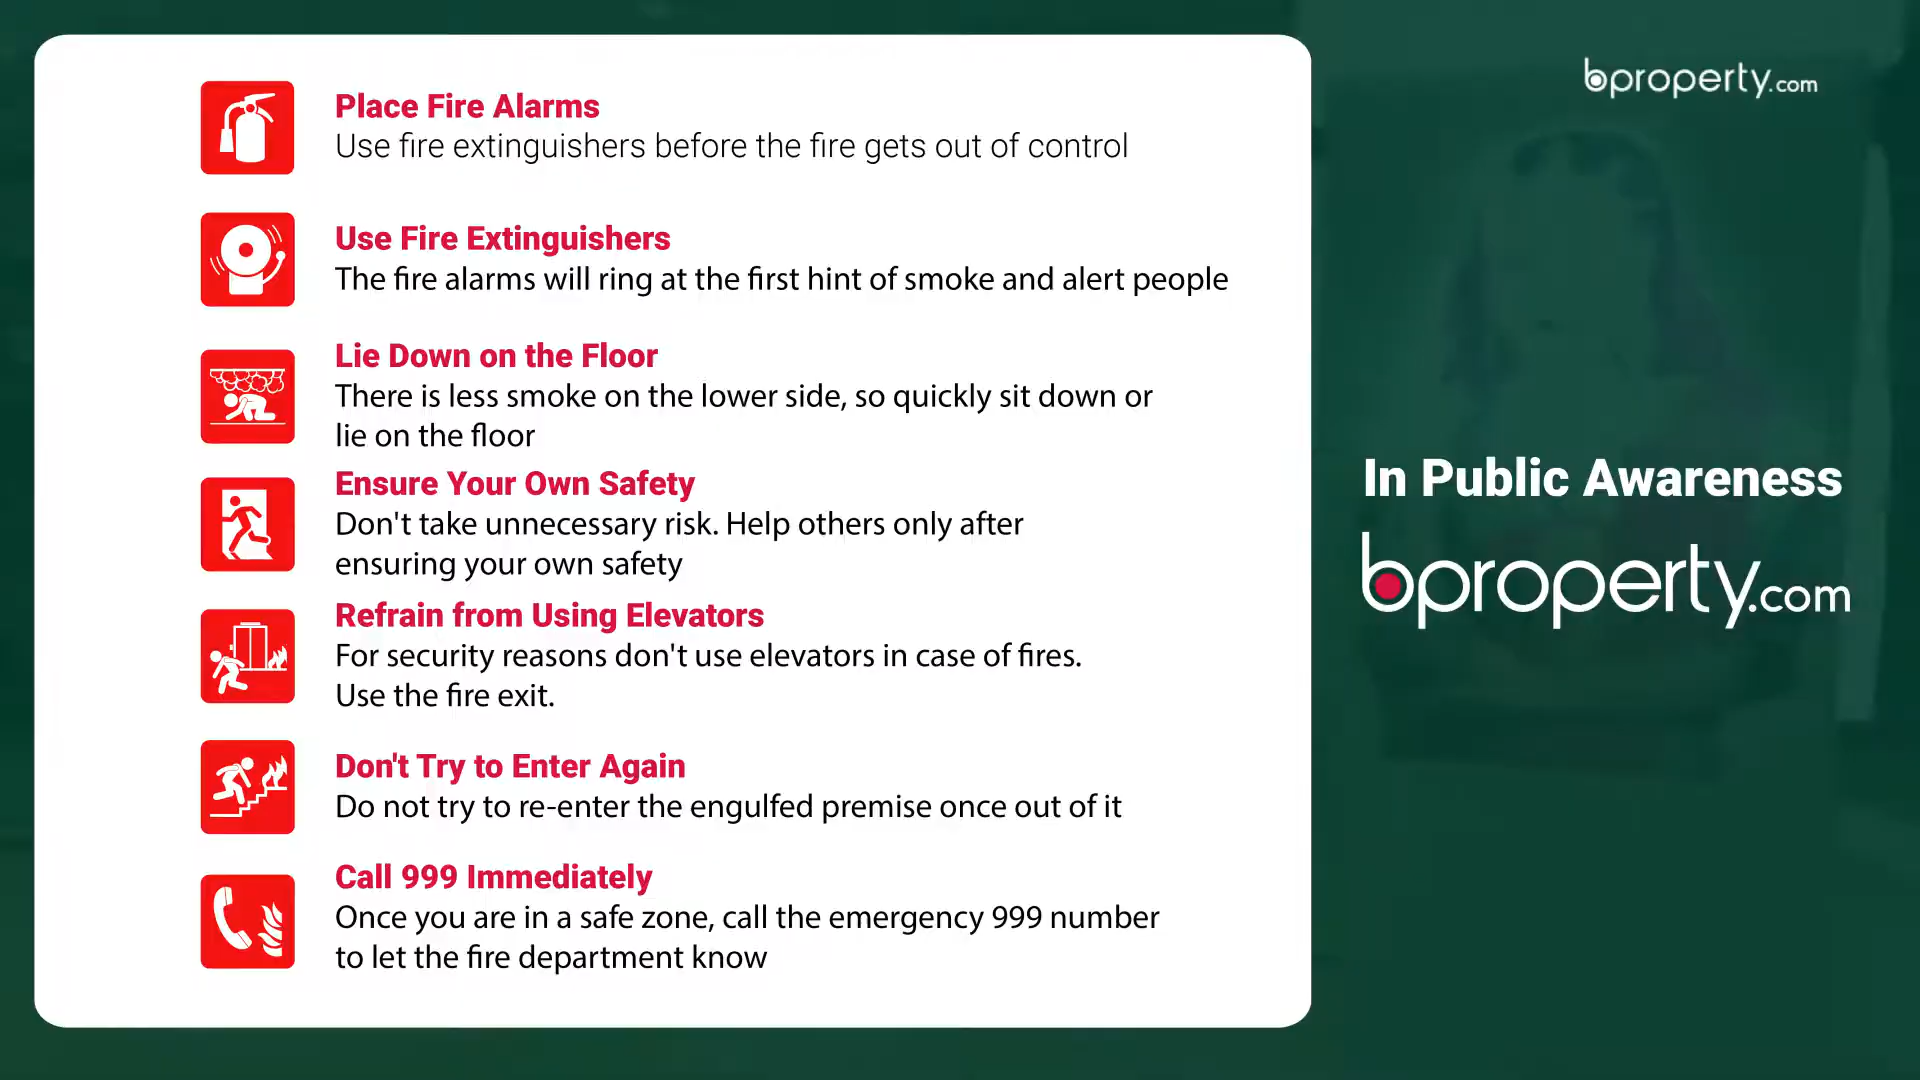 bproperty.com
Place Fire Alarms
Use fire extinguishers before the fire gets out of control
Use Fire Extinguishers
The fire alarms will ring at the first hint of smoke and alert people
Lie Down on the Floor
There is less smoke on the lower side, so quickly sit down or
lie on the floor
Ensure Your Own Safety
Don't take unnecessary risk. Help others only after
ensuring your own safety
Refrain from Using Elevators
For security reasons don't use elevators in case of fires.
Use the fire exit.
Don't Try to Enter Again
Do not try to re-enter the engulfed premise once out of it
Call 999 Immediately
Once you are in a safe zone, call the emergency 999 number
to let the fire department know
In Public Awareness
bproperty.com